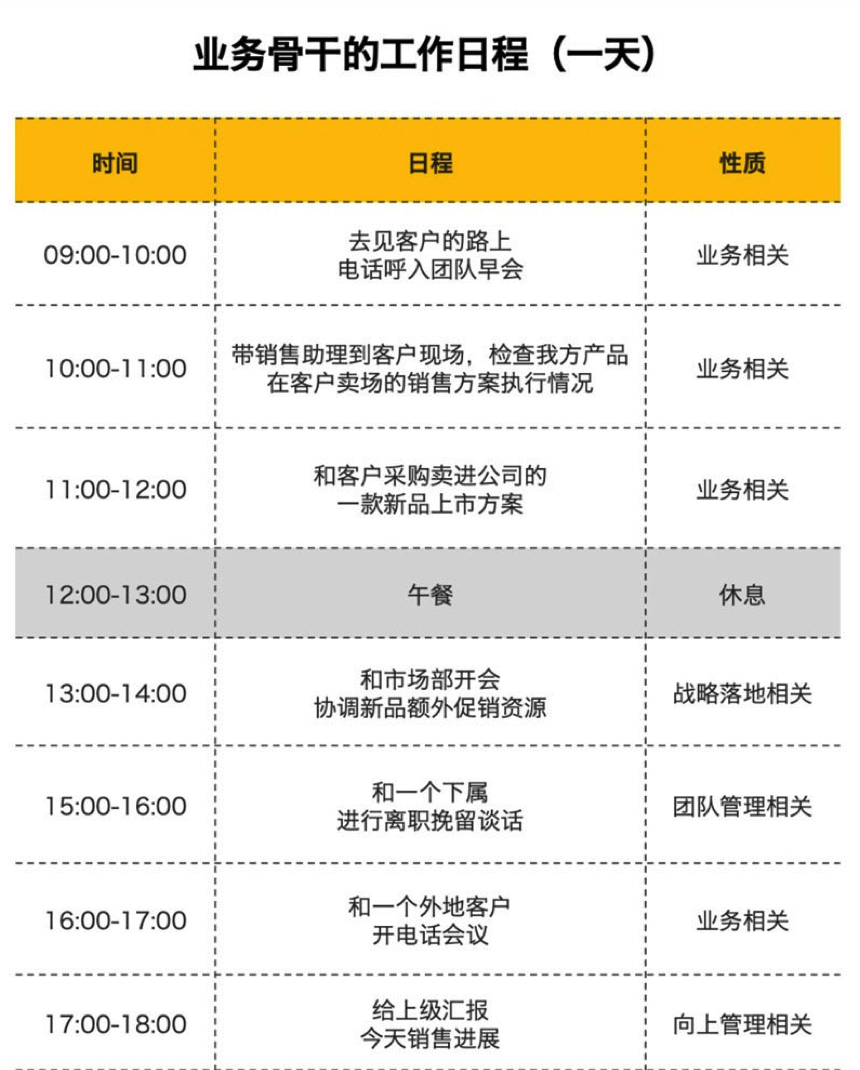 业务骨干的工作日程（一天）
时间 日程 性质
09:00-10:00 去见客户的路上 业务相关
电话呼入团队早会
10:00-11:00 带销售助理到客户现场，检查我方产品 业务相关
在客户卖场的销售方案执行情况
11:00-12:00 和客户采购卖进公司的 业务相关
一款新品上市方案
12:00-13:00 午餐 休息
13:00-14:00 和市场部开会 战略落地相关
协调新品额外促销资源
15:00-16:00 和一个下属 团队管理相关
进行离职挽留谈话
16:00-17:00 和一个外地客户 业务相关
开电话会议
17:00-18:00 给上级汇报 向上管理相关
今天销售进展